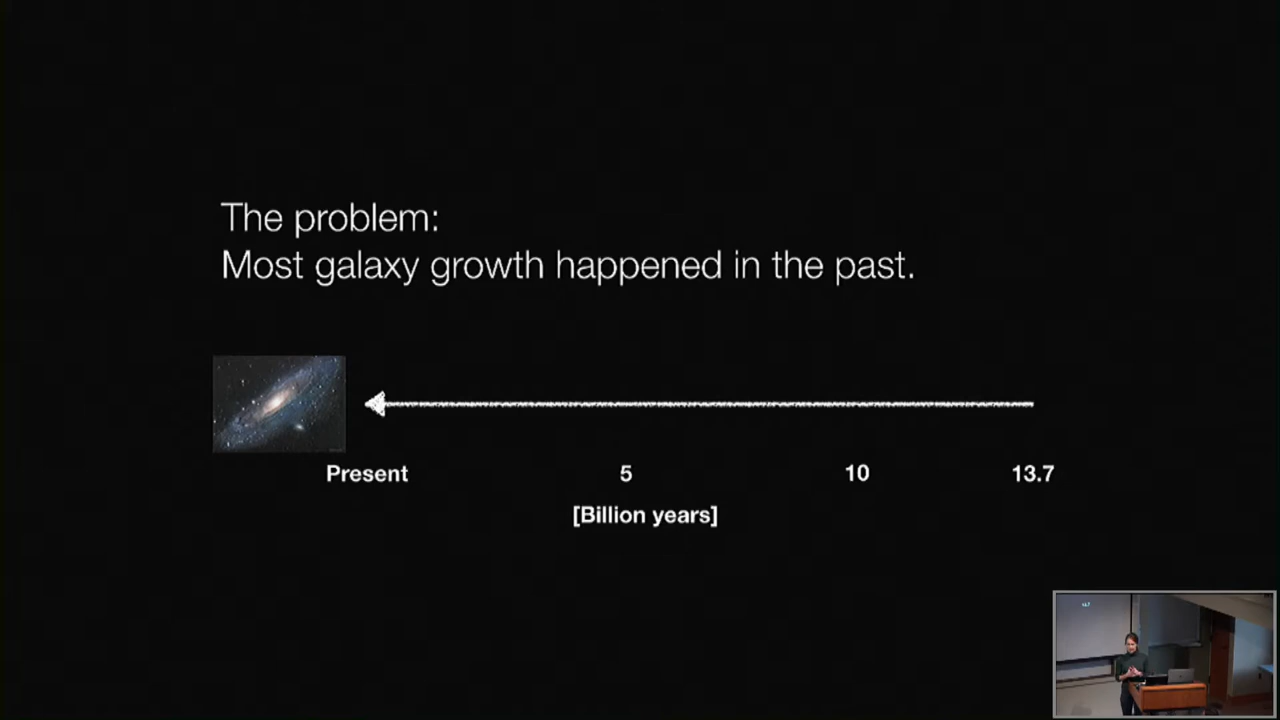 The problem:
Most galaxy growth happened in the past.
Present 5 10 13.7
[Billion years]